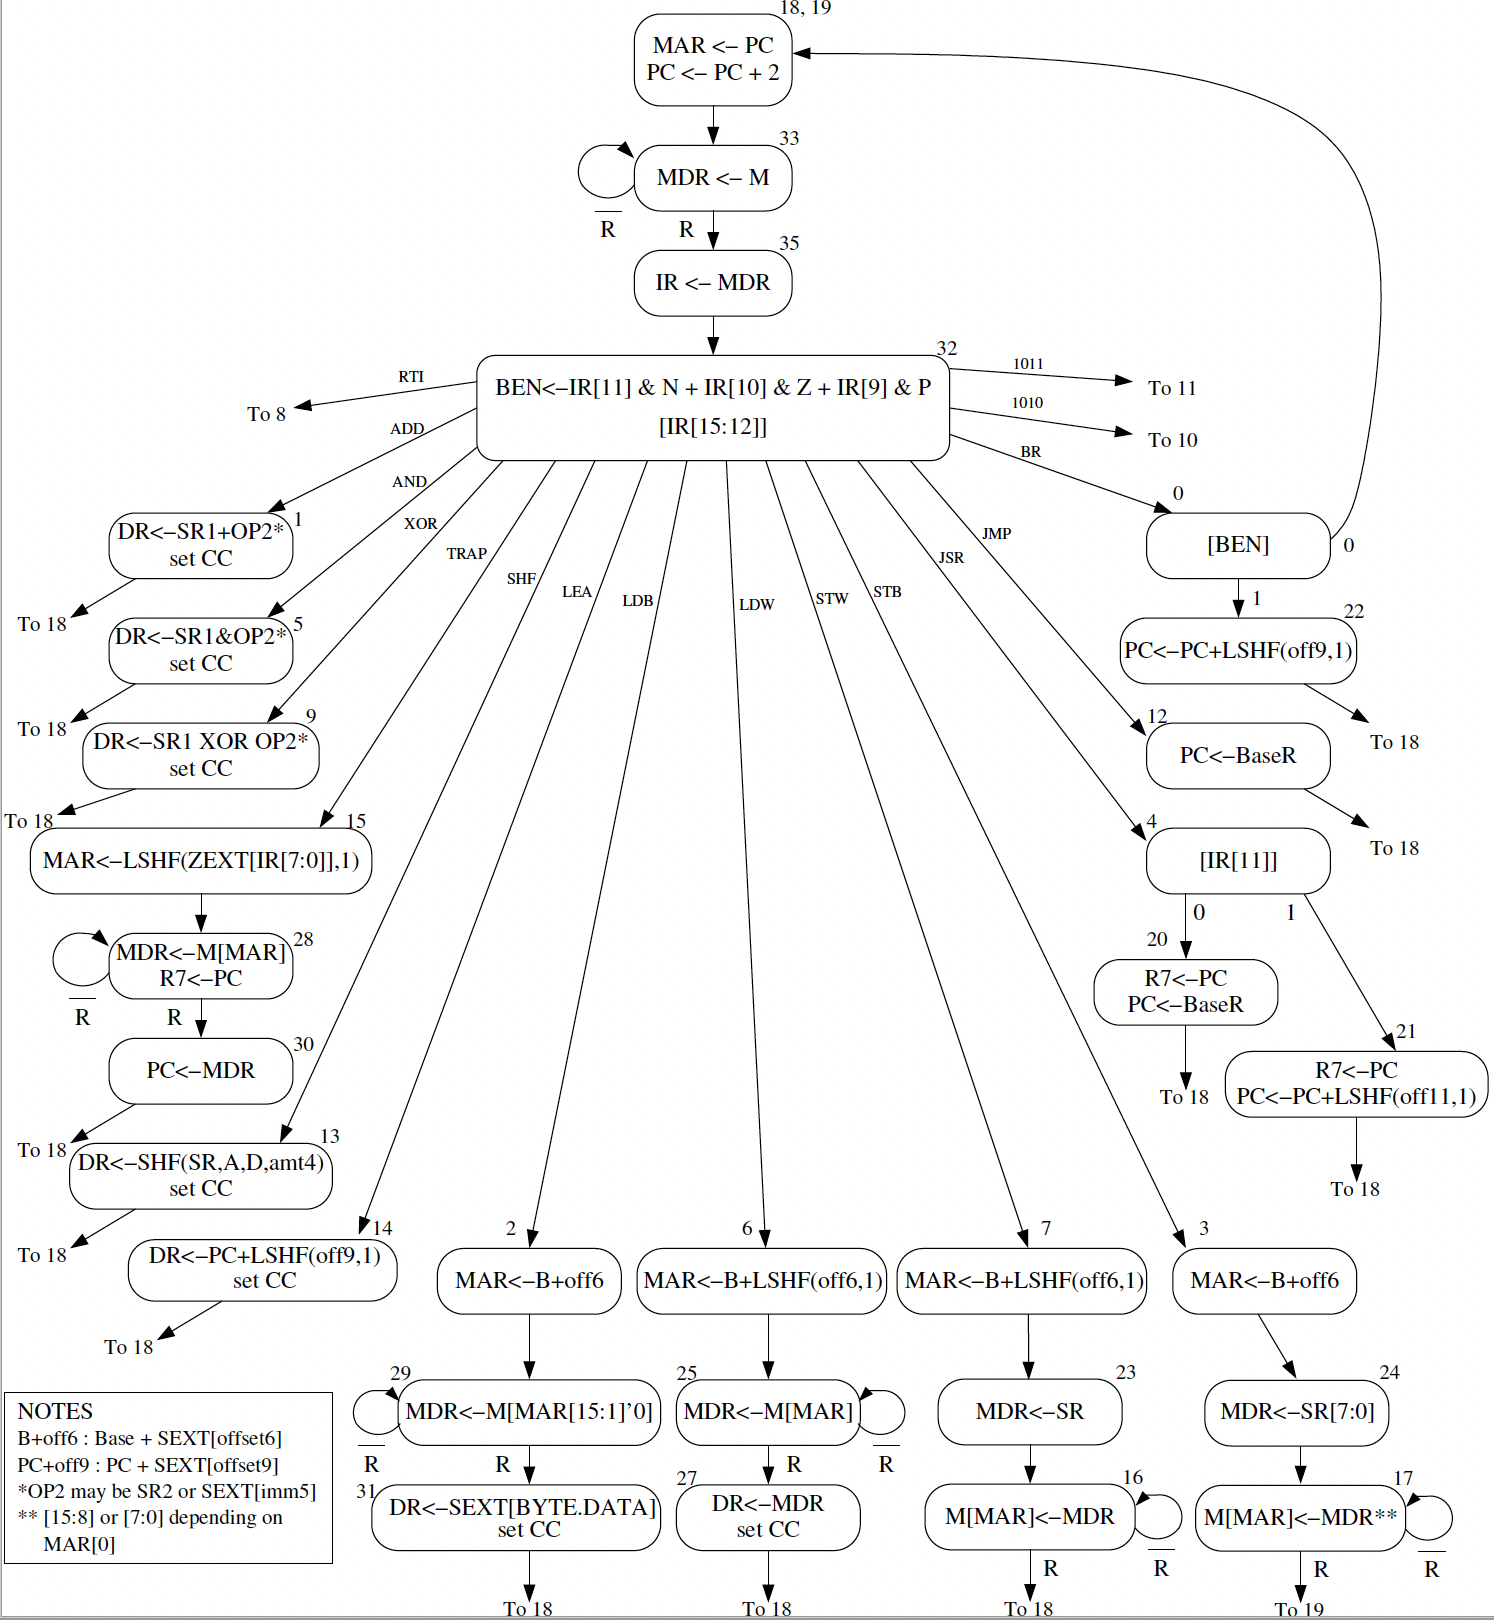 18, 19
MAR <– PC
PC <– PC + 2
33
MDR <– M
R
R
35
IR <– MDR
32
BEN<–IR[11] & N + IR[10] & Z + IR[9] & P
[IR[15:12]]
RTI
To 8
1011
To 11
1010
To 10
ADD
AND
XOR
TRAP
SHF
LEA
LDB
LDW
STW
STB
JSR
JMP
BR
1
DR<–SR1+OP2*
set CC
To 18
5
DR<–SR1&OP2*
set CC
To 18
9
DR<–SR1 XOR OP2*
set CC
To 18
15
MAR<–LSHF(ZEXT[IR[7:0]],1)
28
MDR<–M[MAR]
R7<–PC
R
R
30
PC<–MDR
To 18
13
DR<–SHF(SR,A,D,amt4)
set CC
To 18
14
DR<–PC+LSHF(off9,1)
set CC
To 18
0
[BEN]
0
1
22
PC<–PC+LSHF(off9,1)
To 18
12
PC<–BaseR
To 18
4
[IR[11]]
0
1
20
R7<–PC
PC<–BaseR
To 18
21
R7<–PC
PC<–PC+LSHF(off11,1)
To 18
2
MAR<–B+off6
29
MDR<–M[MAR[15:1]’0]
R
R
31
DR<–SEXT[BYTE.DATA]
set CC
To 18
6
MAR<–B+LSHF(off6,1)
25
MDR<–M[MAR]
R
R
27
DR<–MDR
set CC
To 18
7
MAR<–B+LSHF(off6,1)
23
MDR<–SR
16
M[MAR]<–MDR
R
R
To 18
3
MAR<–B+off6
24
MDR<–SR[7:0]
17
M[MAR]<–MDR**
R
R
To 19
NOTES
B+off6 : Base + SEXT[offset6]
PC+off9 : PC + SEXT[offset9]
*OP2 may be SR2 or SEXT[imm5]
** [15:8] or [7:0] depending on
MAR[0]